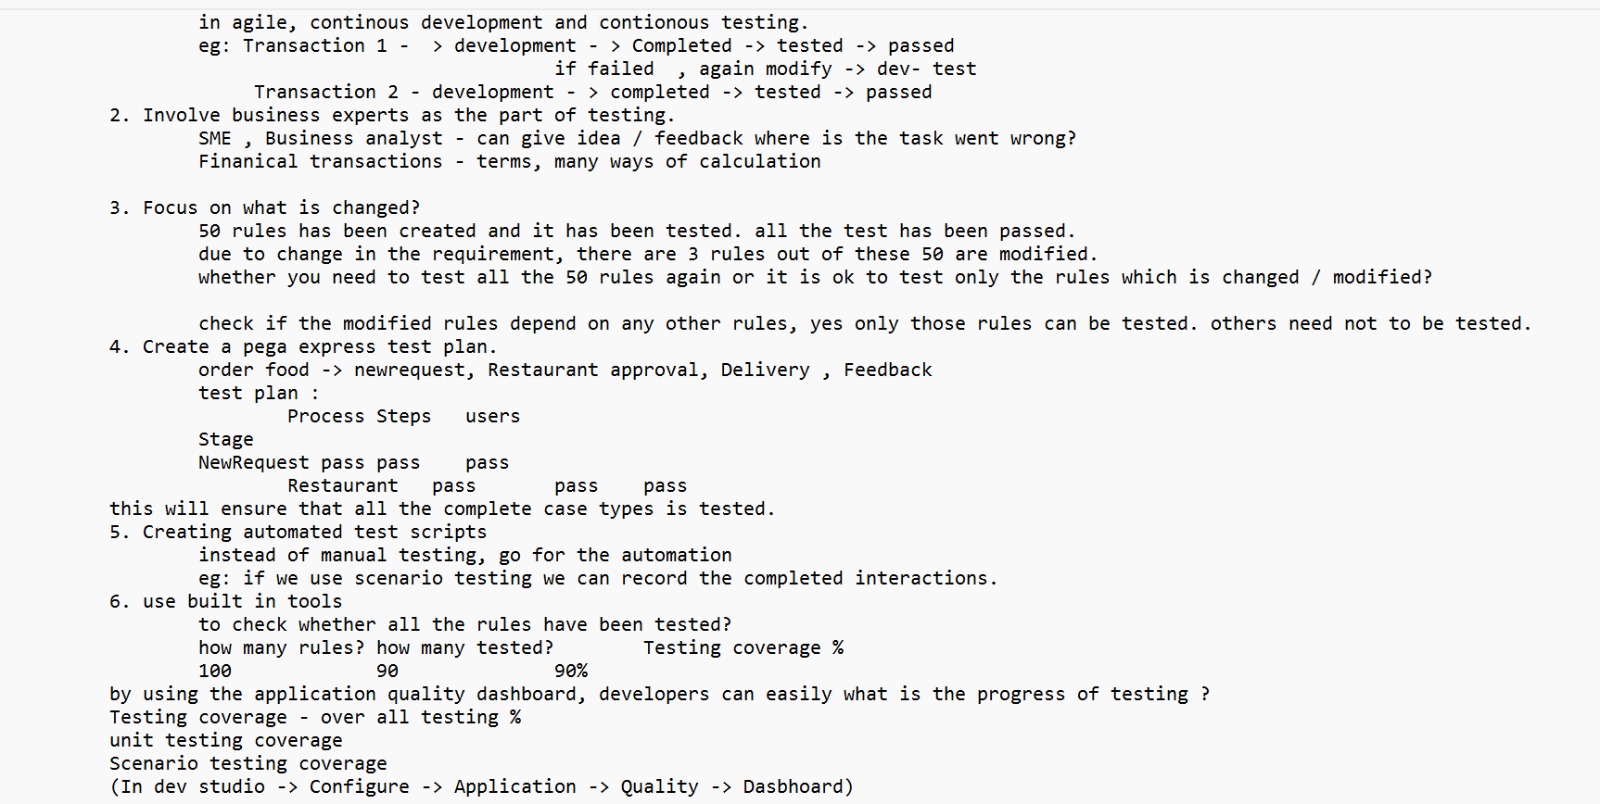 in agile, continous development and contionous testing.
eg: Transaction 1 -  > development - > Completed -> tested -> passed
if failed  , again modify -> dev- test
Transaction 2 - development - > completed -> tested -> passed
2. Involve business experts as the part of testing.
SME , Business analyst - can give idea / feedback where is the task went wrong?
Finanical transactions - terms, many ways of calculation
3. Focus on what is changed?
50 rules has been created and it has been tested. all the test has been passed.
due to change in the requirement, there are 3 rules out of these 50 are modified.
whether you need to test all the 50 rules again or it is ok to test only the rules which is changed / modified?
check if the modified rules depend on any other rules, yes only those rules can be tested. others need not to be tested.
4. Create a pega express test plan.
order food -> newrequest, Restaurant approval, Delivery , Feedback
test plan :
Process Steps   users
Stage
NewRequest pass pass    pass
Restaurant   pass       pass    pass
this will ensure that all the complete case types is tested.
5. Creating automated test scripts
instead of manual testing, go for the automation
eg: if we use scenario testing we can record the completed interactions.
6. use built in tools
to check whether all the rules have been tested?
how many rules? how many tested?        Testing coverage %
100             90              90%
by using the application quality dashboard, developers can easily what is the progress of testing ?
Testing coverage - over all testing %
unit testing coverage
Scenario testing coverage
(In dev studio -> Configure -> Application -> Quality -> Dasbhoard)